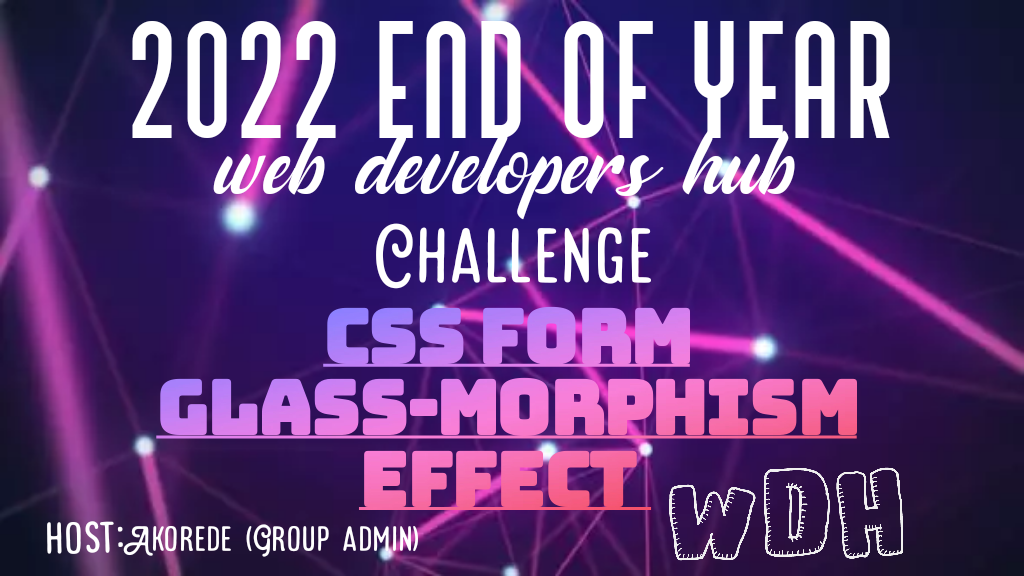 2022 END OF YEAR
web developers hub
CHALLENGE
CSS FORM
GLASS-MORPHISM
EFFECT
WDH
HOST:AKOREDE (GROUP ADMIN)